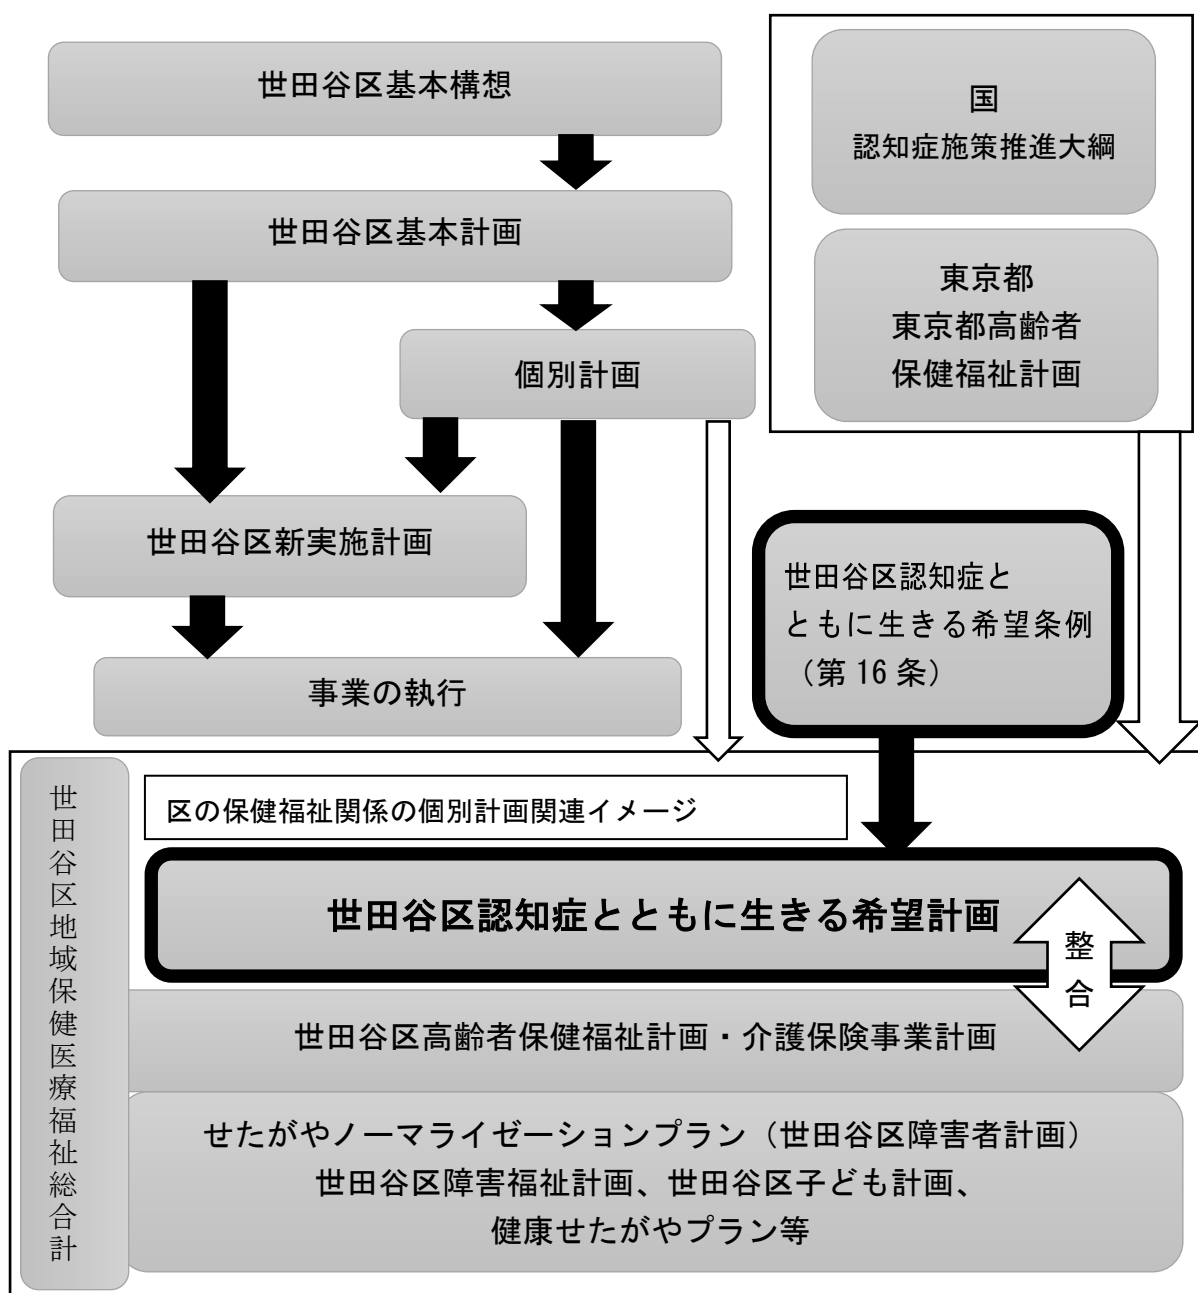 世田谷区基本構想
世田谷区基本計画
個別計画
世田谷区新実施計画
事業の執行
国
認知症施策推進大綱
東京都
東京都高齢者
保健福祉計画
世田谷区認知症と
ともに生きる希望条例
（第 16 条）
世田谷区地域保健医療福祉総合計
区の保健福祉関係の個別計画関連イメージ
世田谷区認知症とともに生きる希望計画
整
合
世田谷区高齢者保健福祉計画・介護保険事業計画
せたがやノーマライゼーションプラン（世田谷区障害者計画）
世田谷区障害福祉計画、世田谷区子ども計画、
健康せたがやプラン等